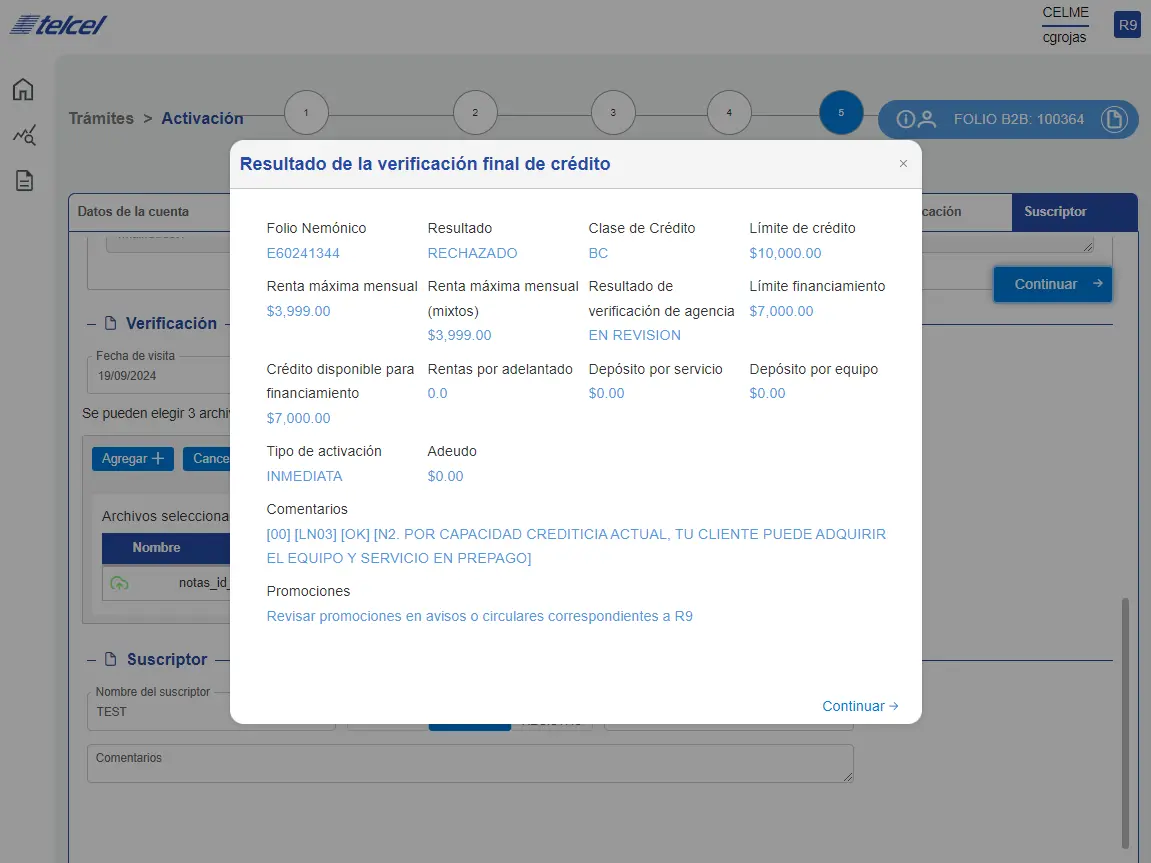 telcel
CELME
cgrojas
R9
Trámites > Activación
1
2
3
4
5
FOLIO B2B: 100364
Resultado de la verificación final de crédito
×
Datos de la cuenta
Suscriptor
Folio Nemónico
E60241344
Resultado
RECHAZADO
Clase de Crédito
BC
Límite de crédito
$10,000.00
Renta máxima mensual
$3,999.00
Renta máxima mensual
(mixtos)
$3,999.00
Resultado de
verificación de agencia
EN REVISION
Límite financiamiento
$7,000.00
Crédito disponible para
financiamiento
$7,000.00
Rentas por adelantado
0.0
Depósito por servicio
$0.00
Depósito por equipo
$0.00
Tipo de activación
INMEDIATA
Adeudo
$0.00
Comentarios
[00] [LN03] [OK] [N2. POR CAPACIDAD CREDITICIA ACTUAL, TU CLIENTE PUEDE ADQUIRIR
EL EQUIPO Y SERVICIO EN PREPAGO]
Promociones
Revisar promociones en avisos o circulares correspondientes a R9
Continuar
Continuar
Verificación
Fecha de visita
19/09/2024
Se pueden elegir 3
Agregar +
Archivos
Nombre
notas_id_
Suscriptor
Nombre del suscriptor
TEST
Comentarios